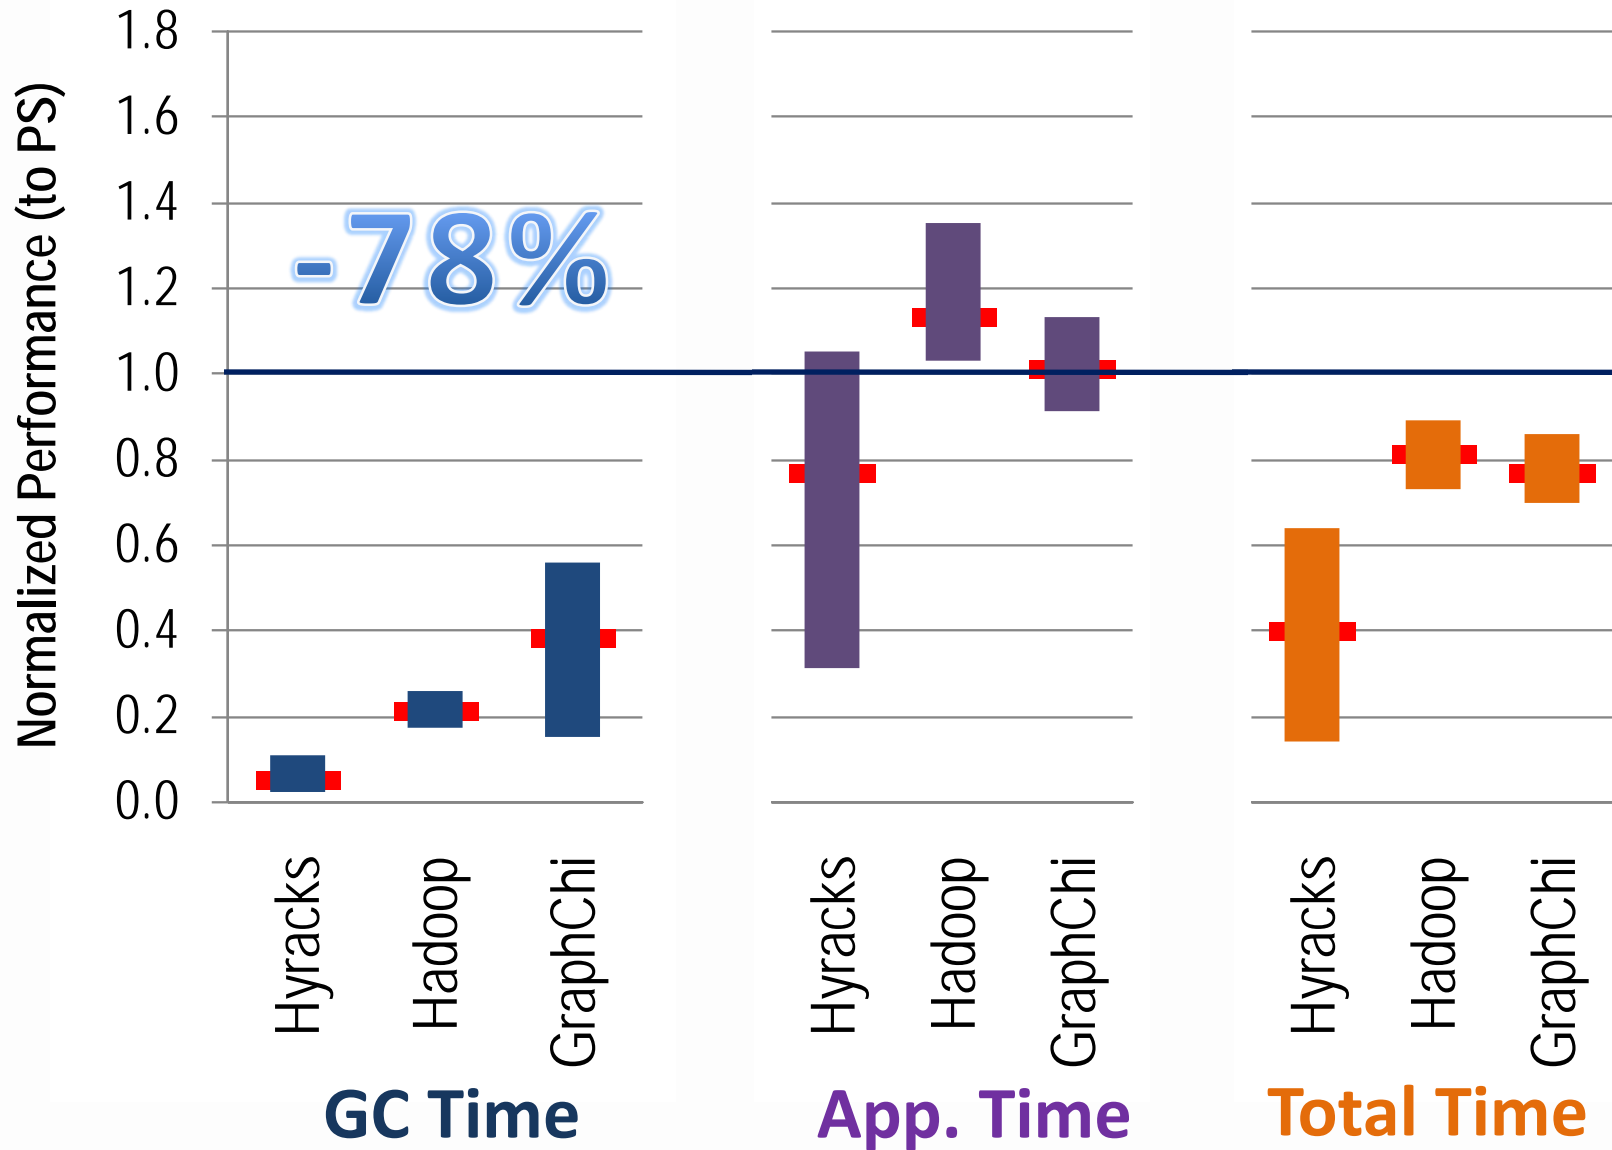 Normalized Performance (to PS)
1.8
1.6
1.4
1.2
1.0
0.8
0.6
0.4
0.2
0.0
-78%
Hyracks
Hadoop
GraphChi
Hyracks
Hadoop
GraphChi
Hyracks
Hadoop
GraphChi
GC Time
App. Time
Total Time